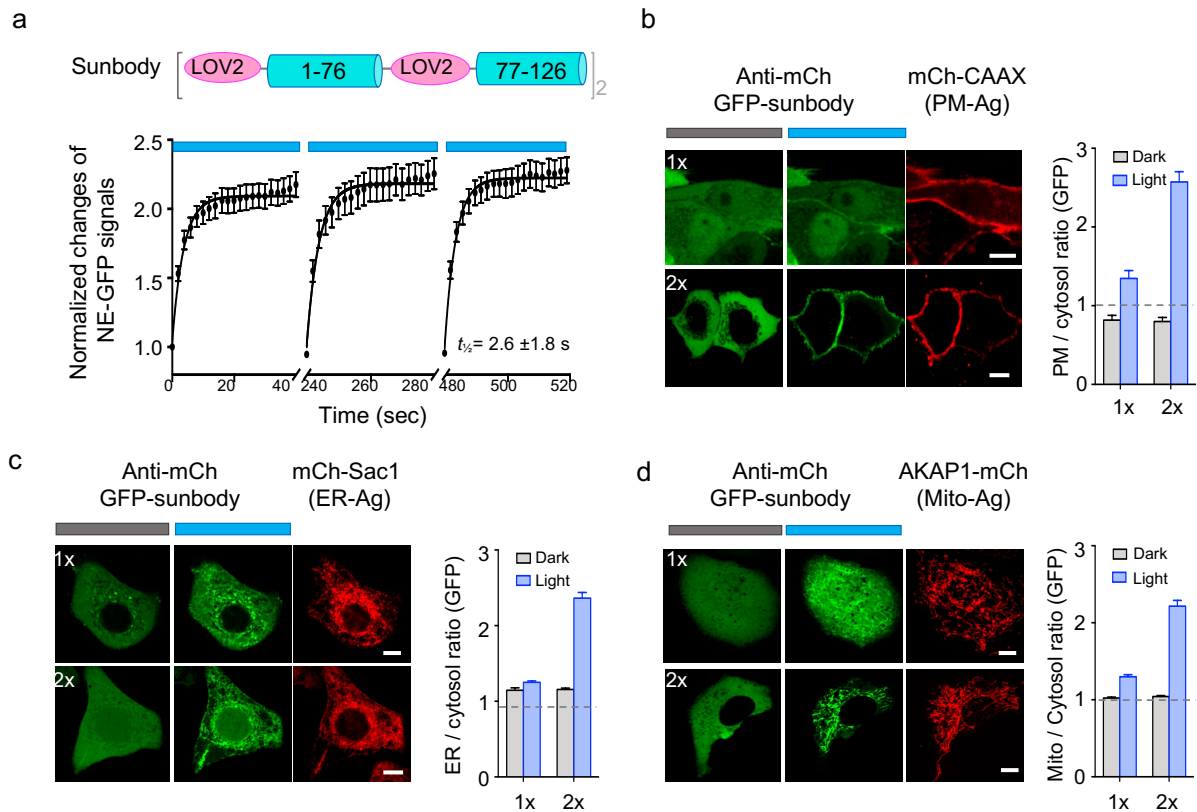 a
Sunbody
LOV2
1-76
LOV2
77-126
2
Normalized changes of
NE-GFP signals
2.5
2.0
1.5
1.0
t½= 2.6 ±1.8 s
0 20 40 240 260 280 480 500 520
Time (sec)
b
Anti-mCh
GFP-sunbody
mCh-CAAX
(PM-Ag)
1x
2x
PM / cytosol ratio (GFP)
3
2
1
0
Dark
Light
1x 2x
c
Anti-mCh
GFP-sunbody
mCh-Sac1
(ER-Ag)
1x
2x
ER / cytosol ratio (GFP)
3
2
1
0
Dark
Light
1x 2x
d
Anti-mCh
GFP-sunbody
AKAP1-mCh
(Mito-Ag)
1x
2x
Mito / Cytosol ratio (GFP)
3
2
1
0
Dark
Light
1x 2x